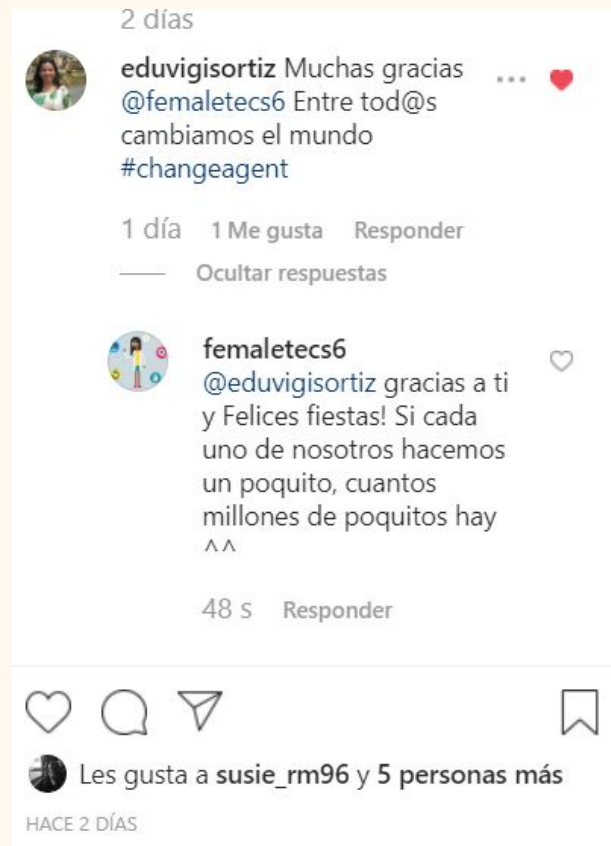 2 días
eduvigisortiz Muchas gracias
@femaletecs6 Entre tod@s
cambiamos el mundo
#changeagent
1 día 1 Me gusta Responder
Ocultar respuestas
femaletecs6
@eduvigisortiz gracias a ti
y Felices fiestas! Si cada
uno de nosotros hacemos
un poquito, cuantos
millones de poquitos hay
^^
48 s Responder
Les gusta a susie_rm96 y 5 personas más
HACE 2 DÍAS